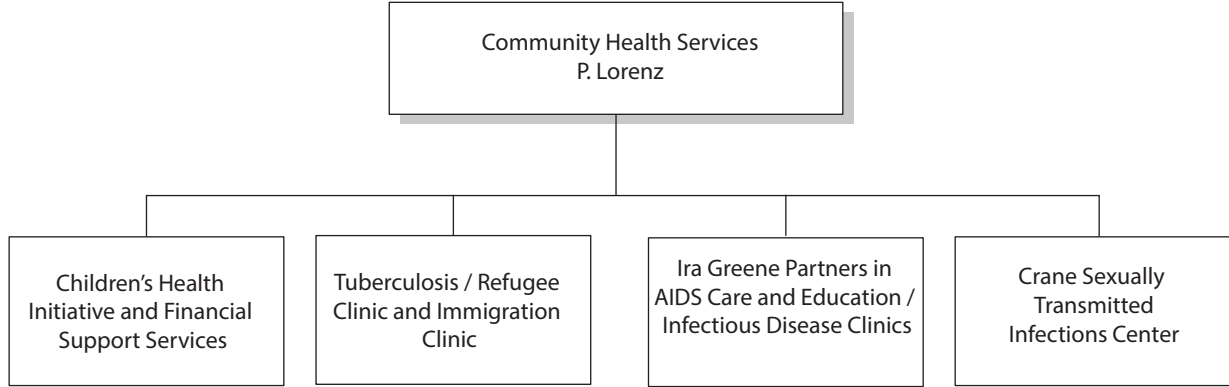 Community Health Services
P. Lorenz
Children’s Health
Initiative and Financial
Support Services
Tuberculosis / Refugee
Clinic and Immigration
Clinic
Ira Greene Partners in
AIDS Care and Education /
Infectious Disease Clinics
Crane Sexually
Transmitted
Infections Center